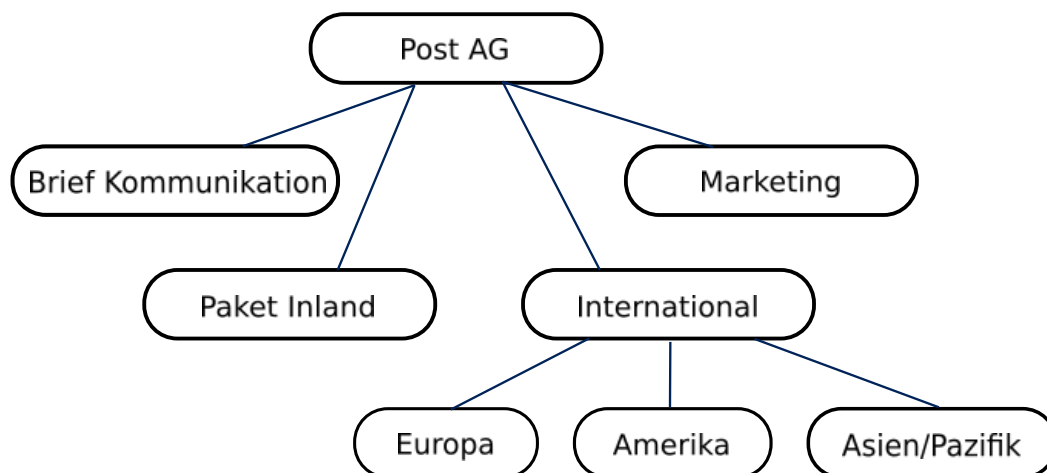 Post AG
Brief Kommunikation
Marketing
Paket Inland
International
Europa
Amerika
Asien/Pazifik